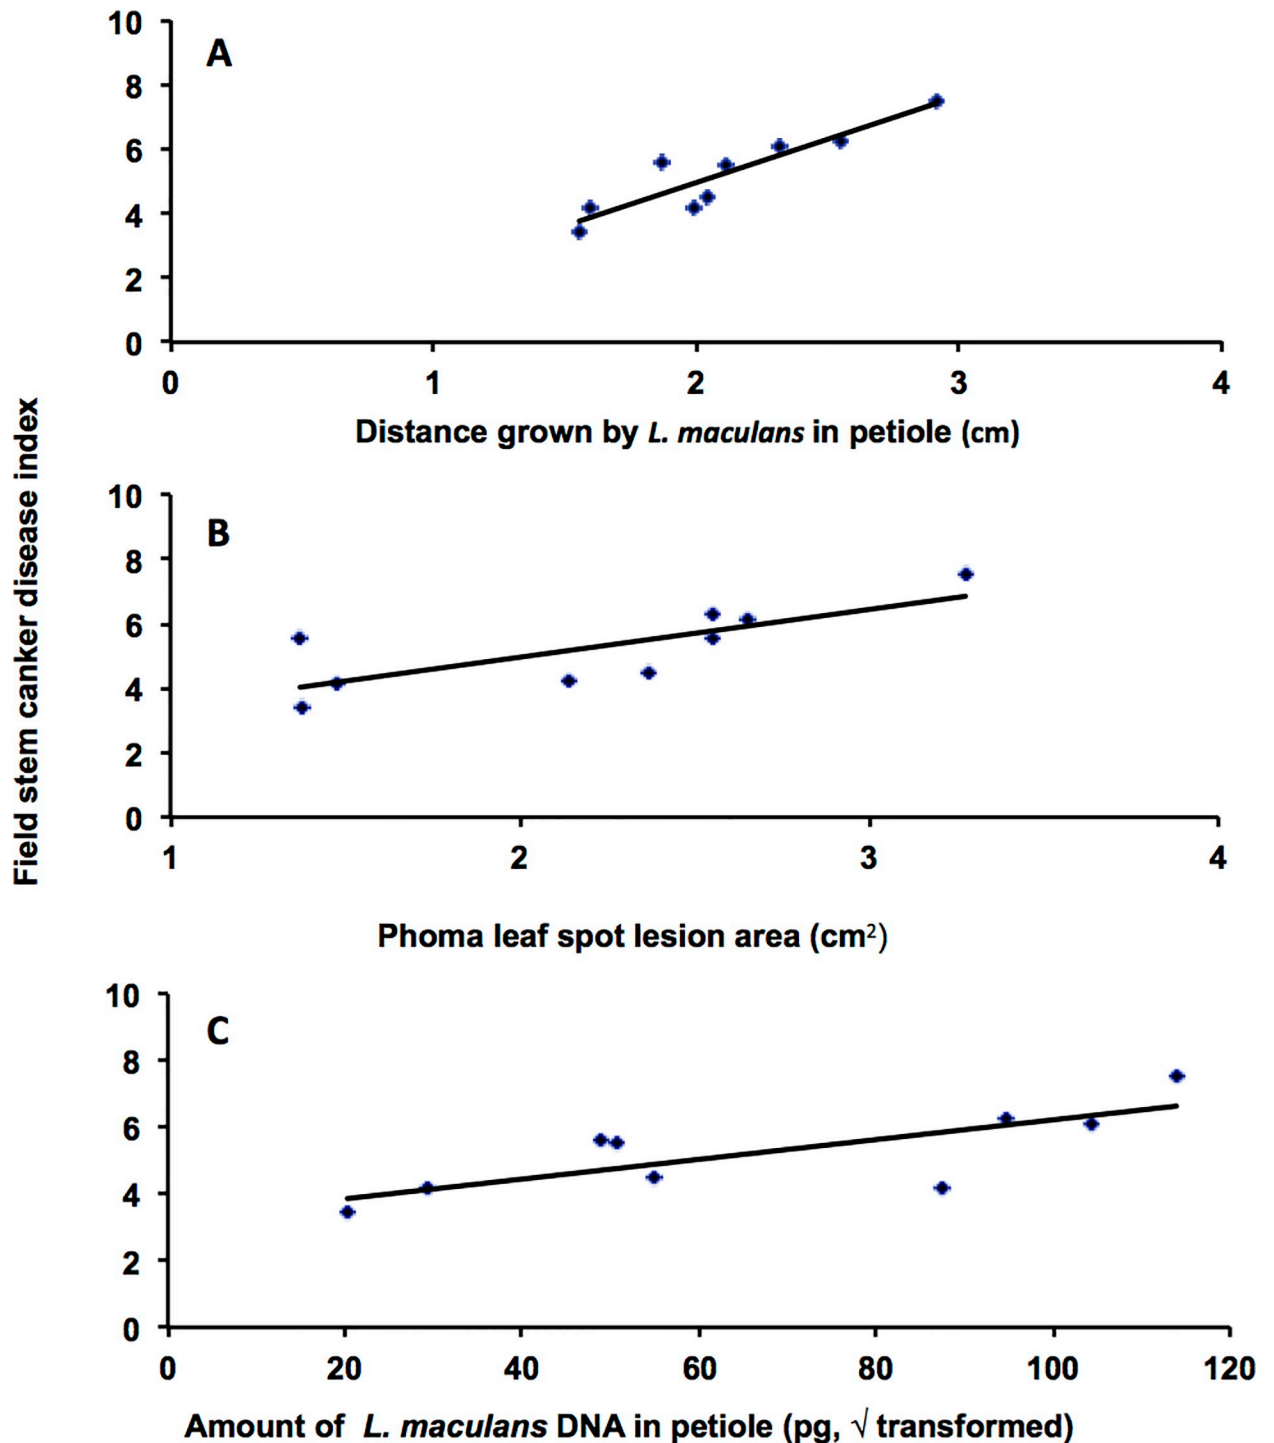 Field stem canker disease index
A
10
8
6
4
2
0
0 1 2 3 4
Distance grown by L. maculans in petiole (cm)
B
10
8
6
4
2
0
1 2 3 4
Phoma leaf spot lesion area (cm²)
C
10
8
6
4
2
0
0 20 40 60 80 100 120
Amount of L. maculans DNA in petiole (pg, √ transformed)